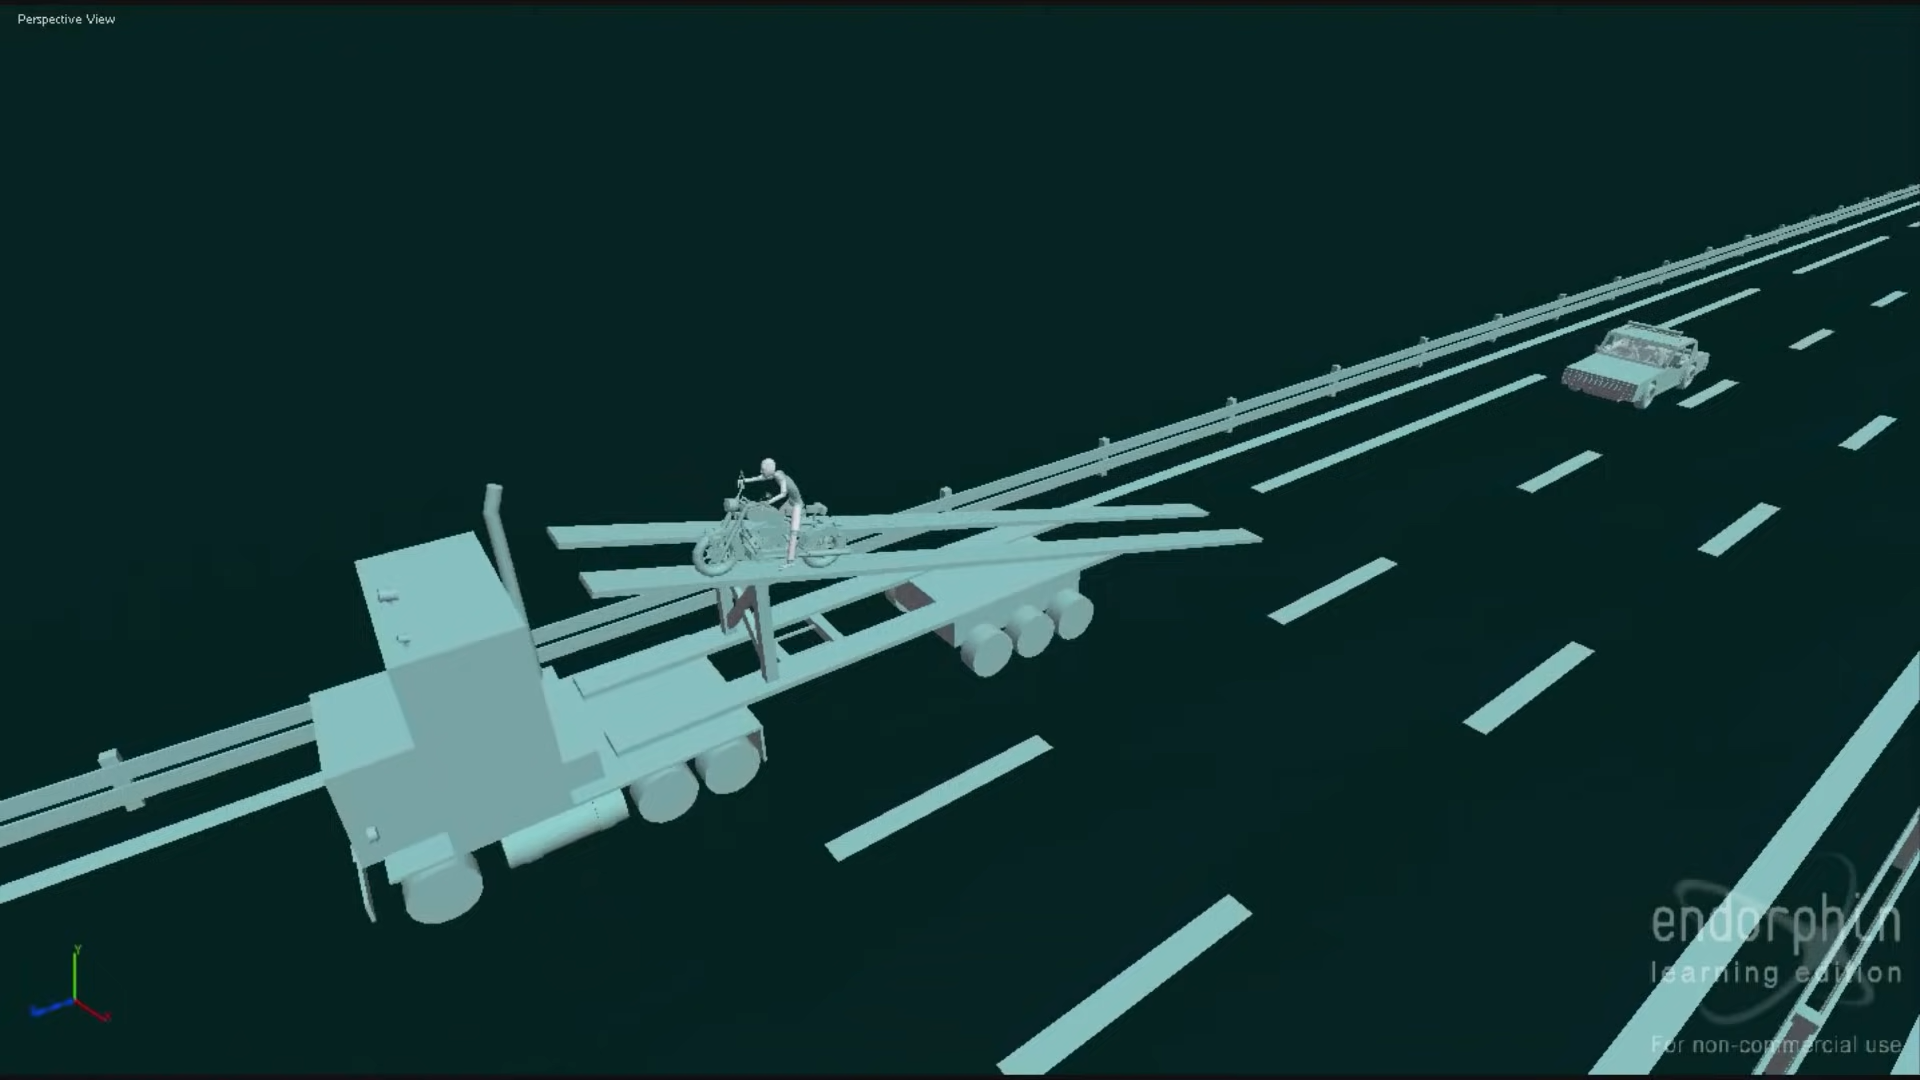 Perspective View
Y
X
endorphin
learning edition
For non-commercial use